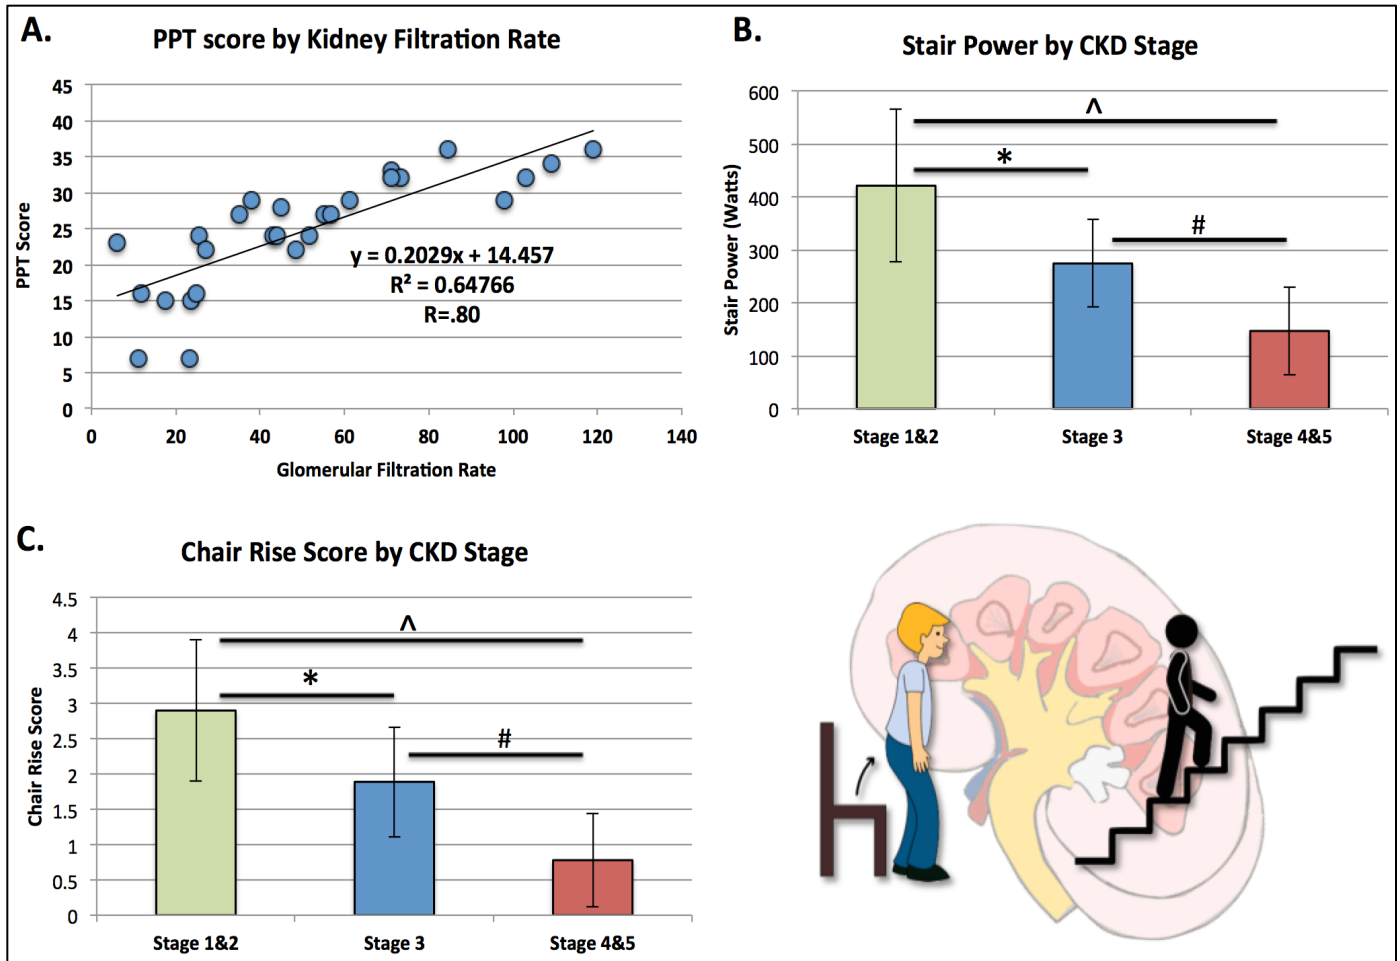 A.
PPT score by Kidney Filtration Rate
PPT Score
45
40
35
30
25
20
15
10
5
0
y = 0.2029x + 14.457
R² = 0.64766
R=.80
0 20 40 60 80 100 120 140
Glomerular Filtration Rate
B.
Stair Power by CKD Stage
Stair Power (Watts)
600
500
400
300
200
100
0
^
*
#
Stage 1&2 Stage 3 Stage 4&5
C.
Chair Rise Score by CKD Stage
Chair Rise Score
4.5
4
3.5
3
2.5
2
1.5
1
0.5
0
^
*
#
Stage 1&2 Stage 3 Stage 4&5